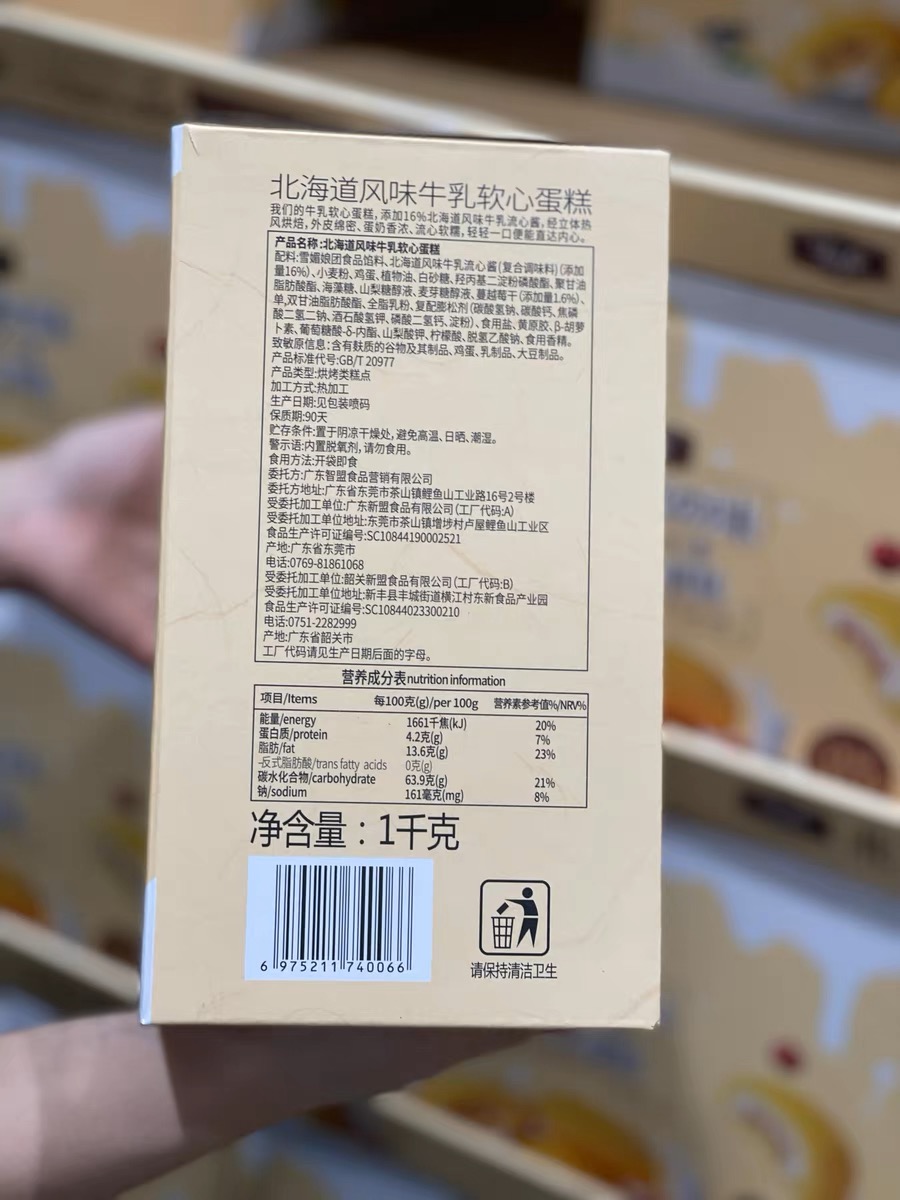 北海道风味牛乳软心蛋糕
我们的牛乳软心蛋糕,添加16%北海道风味牛乳流心酱,经立体热
风烘焙,外皮绵密、蛋奶香浓、流心软糯,轻轻一口便能直达内心。
产品名称:北海道风味牛乳软心蛋糕
配料:雪媚娘团食品馅料、北海道风味牛乳流心酱(复合调味料)(添加
量16%)、小麦粉、鸡蛋、植物油、白砂糖、羟丙基二淀粉磷酸酯、聚甘油
脂肪酸酯、海藻糖、山梨糖醇液、麦芽糖醇液、蔓越莓干(添加量1.6%)、
单,双甘油脂肪酸酯、全脂乳粉、复配膨松剂(碳酸氢钠、碳酸钙、焦磷
酸二氢二钠、酒石酸氢钾、磷酸二氢钙、淀粉)、食用盐、黄原胶、β-胡萝
卜素、葡萄糖酸-δ-内酯、山梨酸钾、柠檬酸、脱氢乙酸钠、食用香精。
致敏原信息:含有麸质的谷物及其制品、鸡蛋、乳制品、大豆制品。
产品标准代号:GB/T 20977
产品类型:烘烤类糕点
加工方式:热加工
生产日期:见包装喷码
保质期:90天
贮存条件:置于阴凉干燥处,避免高温、日晒、潮湿。
警示语:内置脱氧剂,请勿食用。
食用方法:开袋即食
委托方:广东智盟食品营销有限公司
委托方地址:广东省东莞市茶山镇鲤鱼山工业路16号2号楼
受委托加工单位:广东新盟食品有限公司(工厂代码:A)
受委托加工单位地址:东莞市茶山镇增埗村卢屋鲤鱼山工业区
食品生产许可证编号:SC10844190002521
产地:广东省东莞市
电话:0769-81861068
受委托加工单位:韶关新盟食品有限公司(工厂代码:B)
受委托加工单位地址:新丰县丰城街道横江村东新食品产业园
食品生产许可证编号:SC10844023300210
电话:0751-2282999
产地:广东省韶关市
工厂代码请见生产日期后面的字母。
营养成分表nutrition information
项目/Items 每100克(g)/per 100g 营养素参考值%/NRV%
能量/energy 1661千焦(kJ) 20%
蛋白质/protein 4.2克(g) 7%
脂肪/fat 13.6克(g) 23%
-反式脂肪酸/trans fatty acids 0克(g)
碳水化合物/carbohydrate 63.9克(g) 21%
钠/sodium 161毫克(mg) 8%
净含量:1千克
6 975211 740066
请保持清洁卫生